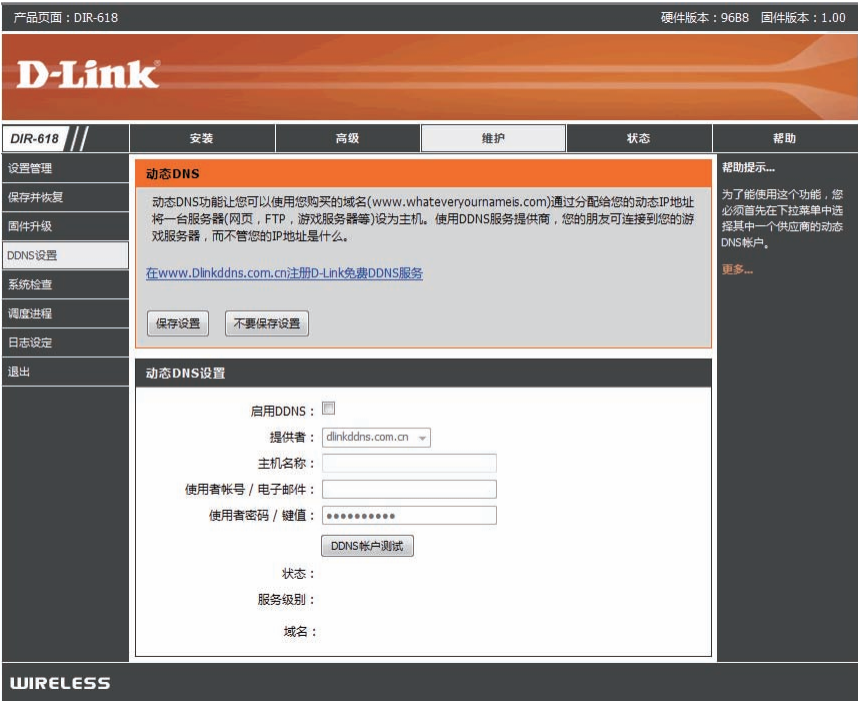 产品页面：DIR-618
硬件版本：96B8 固件版本：1.00
D-Link
DIR-618
安装
高级
维护
状态
帮助
设置管理
保存并恢复
固件升级
DDNS设置
系统检查
调度进程
日志设定
退出
动态DNS
动态DNS功能让您可以使用您购买的域名(www.whateveryournameis.com)通过分配给您的动态IP地址
将一台服务器(网页，FTP，游戏服务器等)设为主机。使用DDNS服务提供商，您的朋友可连接到您的游
戏服务器，而不管您的IP地址是什么。
在www.Dlinkddns.com.cn注册D-Link免费DDNS服务
保存设置
不要保存设置
动态DNS设置
启用DDNS：
提供者：dlinkddns.com.cn
主机名称：
使用者帐号 / 电子邮件：
使用者密码 / 键值：••••••••••
DDNS帐户测试
状态：
服务级别：
域名：
帮助提示...
为了能使用这个功能，您
必须首先在下拉菜单中选
择其中一个供应商的动态
DNS帐户。
更多...
WIRELESS